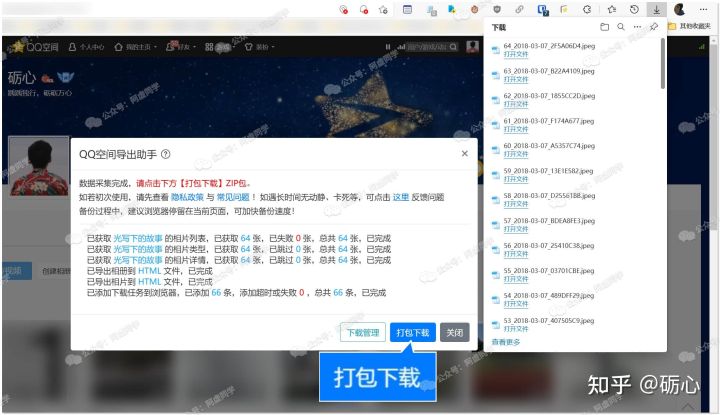 下载
其他收藏夹
QQ空间
个人中心
我的主页
好友
游戏
装扮
砺心
践踏独行，砺砺万心
64_2018-03-07_2F5A06D4.jpeg
打开文件
63_2018-03-07_B22A4109.jpeg
打开文件
62_2018-03-07_1855CC2D.jpeg
打开文件
61_2018-03-07_F174A677.jpeg
打开文件
60_2018-03-07_A5357C74.jpeg
打开文件
59_2018-03-07_13E1E582.jpeg
打开文件
58_2018-03-07_D25561BB.jpeg
打开文件
57_2018-03-07_BDEA8FE3.jpeg
打开文件
56_2018-03-07_25410C38.jpeg
打开文件
55_2018-03-07_03701CBE.jpeg
打开文件
54_2018-03-07_489DFF29.jpeg
打开文件
53_2018-03-07_407505C9.jpeg
打开文件
查看更多
QQ空间导出助手
数据采集完成，请点击下方【打包下载】ZIP包。
如若初次使用，请先查看 隐私政策 与 常见问题 ！如遇长时间无动静、卡死等，可点击 这里 反馈问题
备份过程中，建议浏览器停留在当前页面，可加快备份速度！
已获取 光写下的故事 的相片列表，已获取 64 张，已失败 0 张，总共 64 张，已完成
已获取 光写下的故事 的相片类型，已获取 64 张，已跳过 0 张，总共 64 张，已完成
已获取 光写下的故事 的相片详情，已获取 64 张，已跳过 0 张，总共 64 张，已完成
已导出相册到 HTML 文件，已完成
已导出相片到 HTML 文件，已完成
已添加下载任务到浏览器，已添加 66 条，添加超时或失败 0 ，总共 66 条，已完成
视频
创建相册
下载管理
打包下载
关闭
打包下载
公众号：阿虚同学
知乎 @砺心